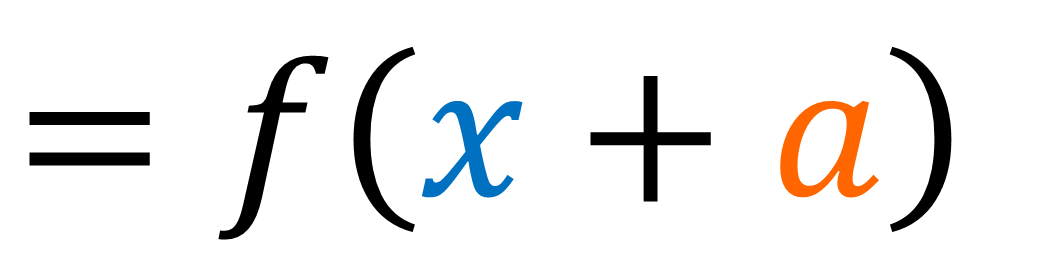 = f(x + a)